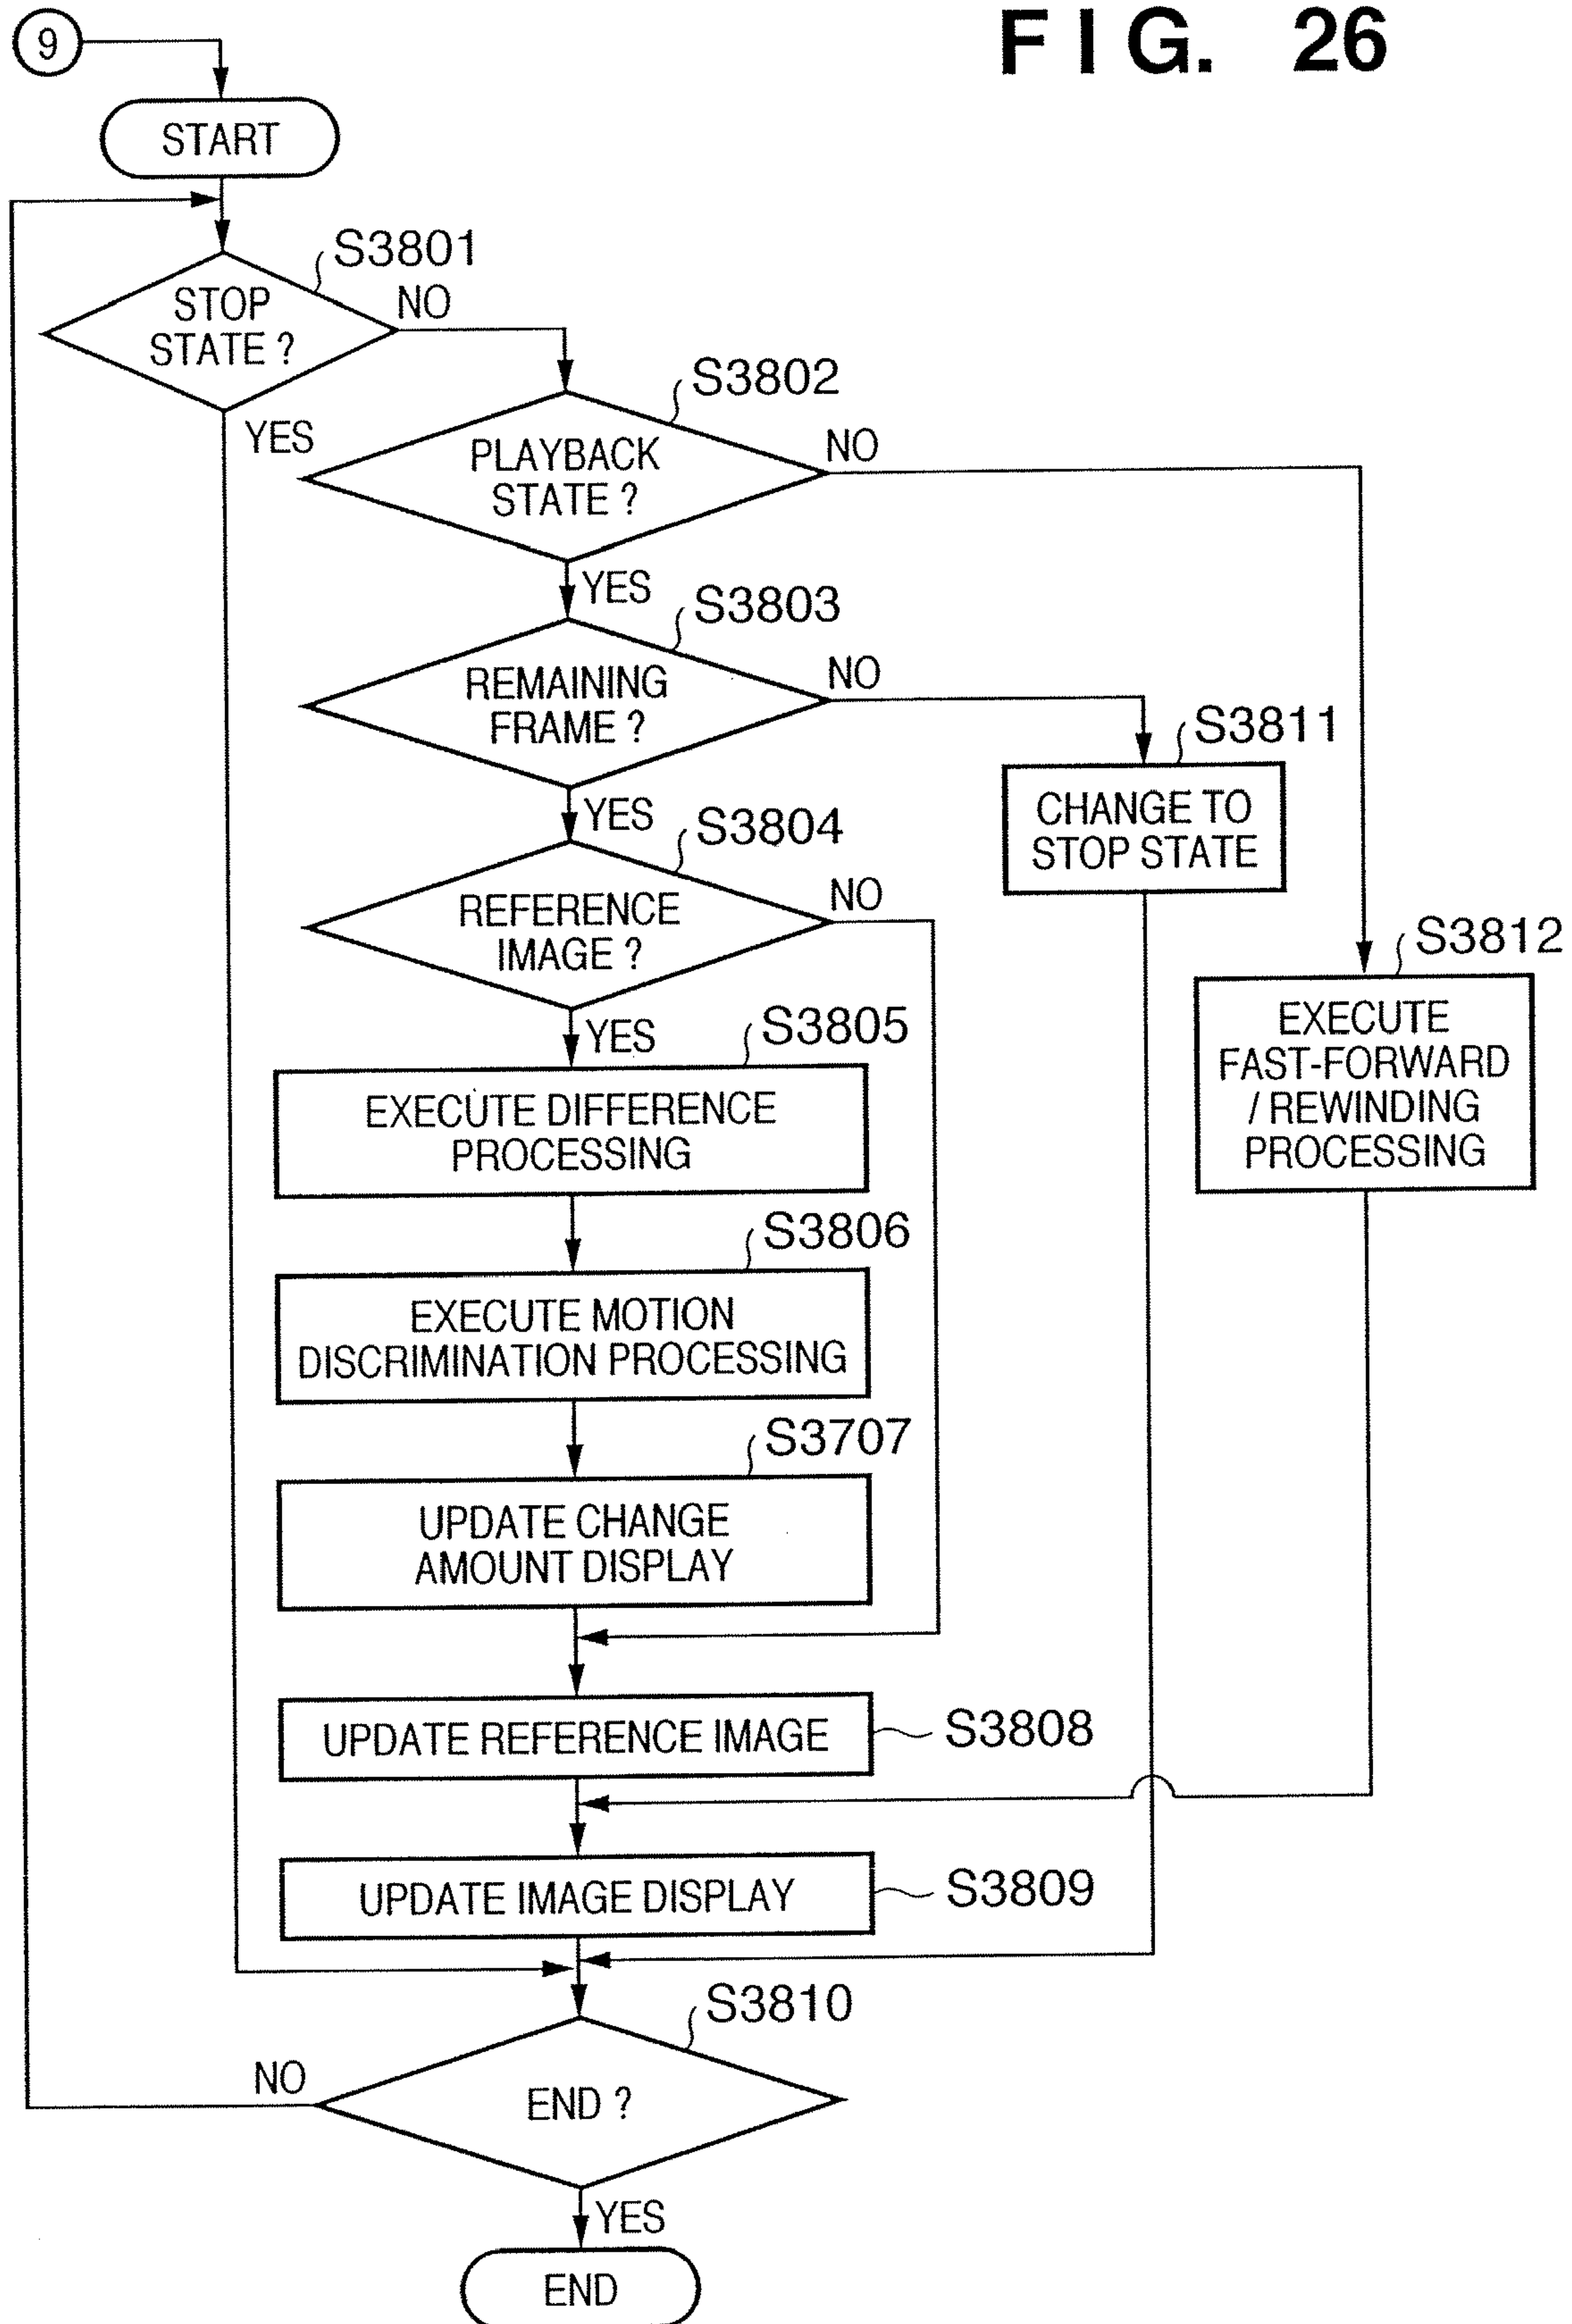 FIG. 26
9
START
S3801
STOP
STATE ?
NO
YES
S3802
PLAYBACK
STATE ?
NO
YES
S3803
REMAINING
FRAME ?
NO
YES
S3811
CHANGE TO
STOP STATE
S3804
REFERENCE
IMAGE ?
NO
YES
S3812
EXECUTE
FAST-FORWARD
/ REWINDING
PROCESSING
S3805
EXECUTE DIFFERENCE
PROCESSING
S3806
EXECUTE MOTION
DISCRIMINATION PROCESSING
S3707
UPDATE CHANGE
AMOUNT DISPLAY
UPDATE REFERENCE IMAGE
S3808
UPDATE IMAGE DISPLAY
S3809
S3810
END ?
NO
YES
END